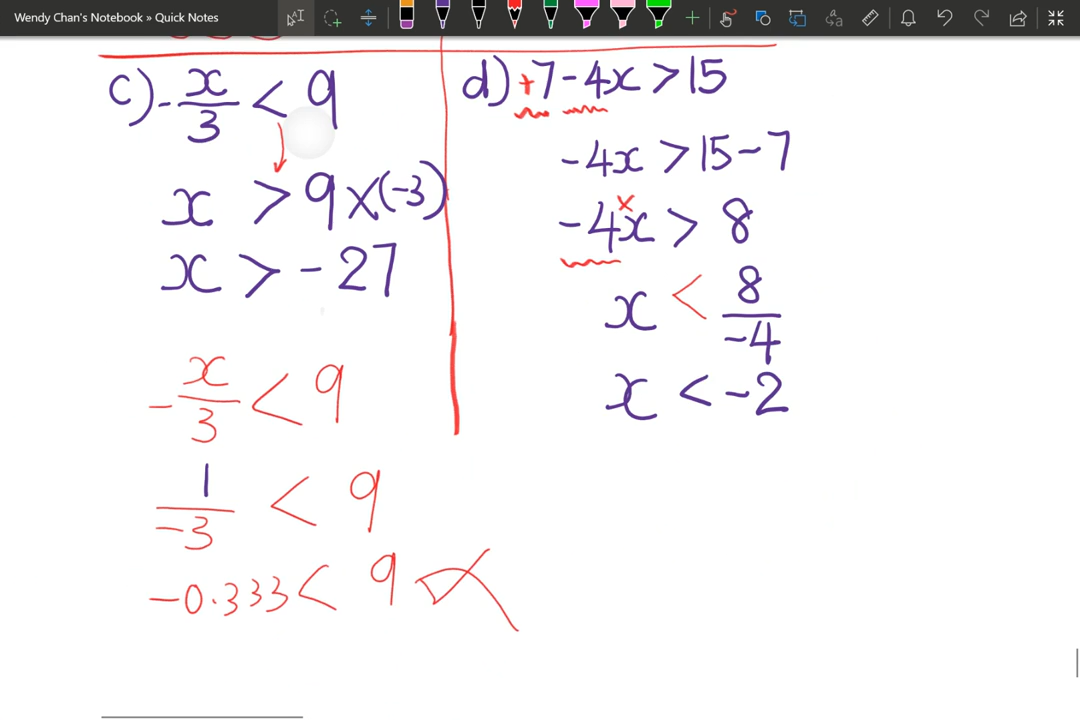 Wendy Chan's Notebook » Quick Notes
c) -x/3 < 9
x > 9 × (-3)
x > -27
-x/3 < 9
1/-3 < 9
-0.333 < 9
d) +7 - 4x > 15
-4x > 15 - 7
-4x > 8
x
x < 8/-4
x < -2